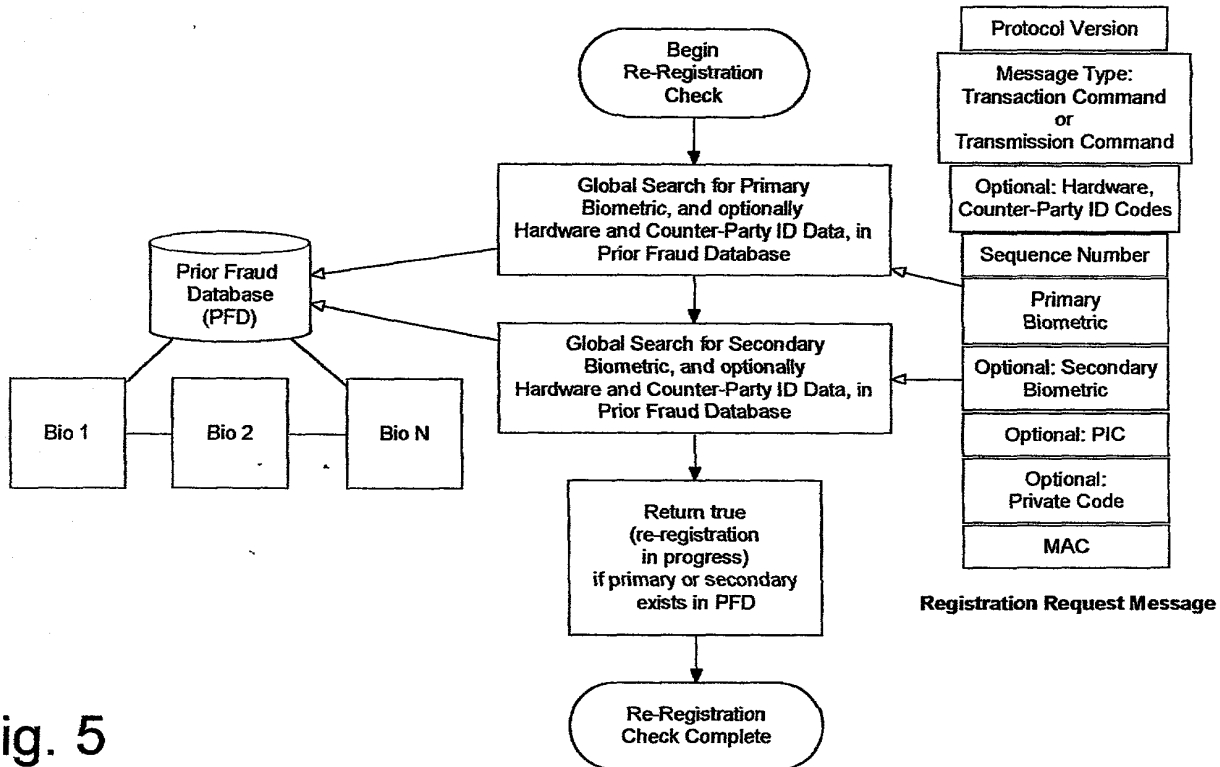 Begin
Re-Registration
Check
Global Search for Primary
Biometric, and optionally
Hardware and Counter-Party ID Data, in
Prior Fraud Database
Global Search for Secondary
Biometric, and optionally
Hardware and Counter-Party ID Data, in
Prior Fraud Database
Return true
(re-registration
in progress)
if primary or secondary
exists in PFD
Re-Registration
Check Complete
Prior Fraud
Database
(PFD)
Bio 1
Bio 2
Bio N
Protocol Version
Message Type:
Transaction Command
or
Transmission Command
Optional: Hardware,
Counter-Party ID Codes
Sequence Number
Primary
Biometric
Optional: Secondary
Biometric
Optional: PIC
Optional:
Private Code
MAC
Registration Request Message
ig. 5